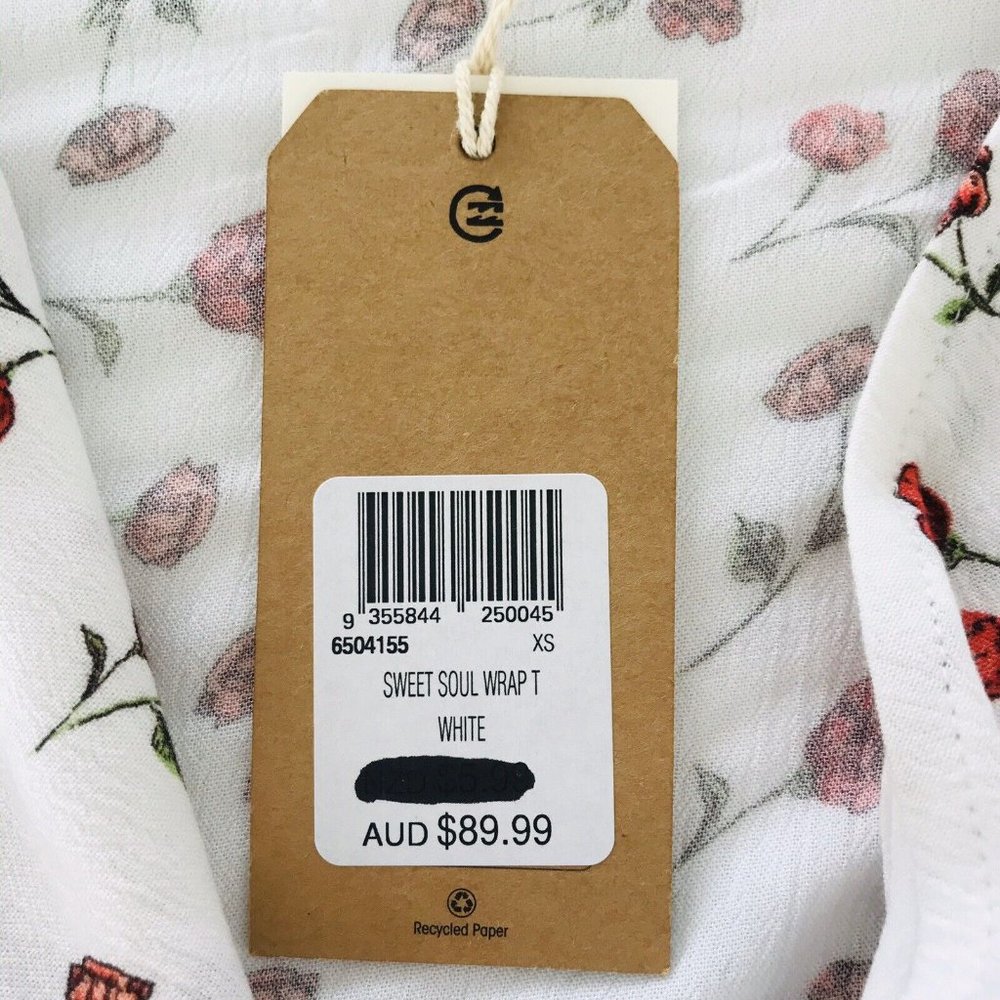 9 355844 250045
6504155 XS
SWEET SOUL WRAP T
WHITE
AUD $89.99
Recycled Paper